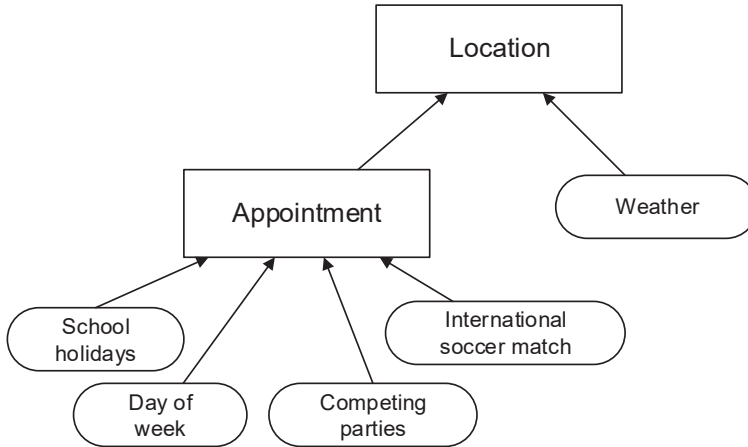 Location
Appointment
Weather
School
holidays
International
soccer match
Day of
week
Competing
parties